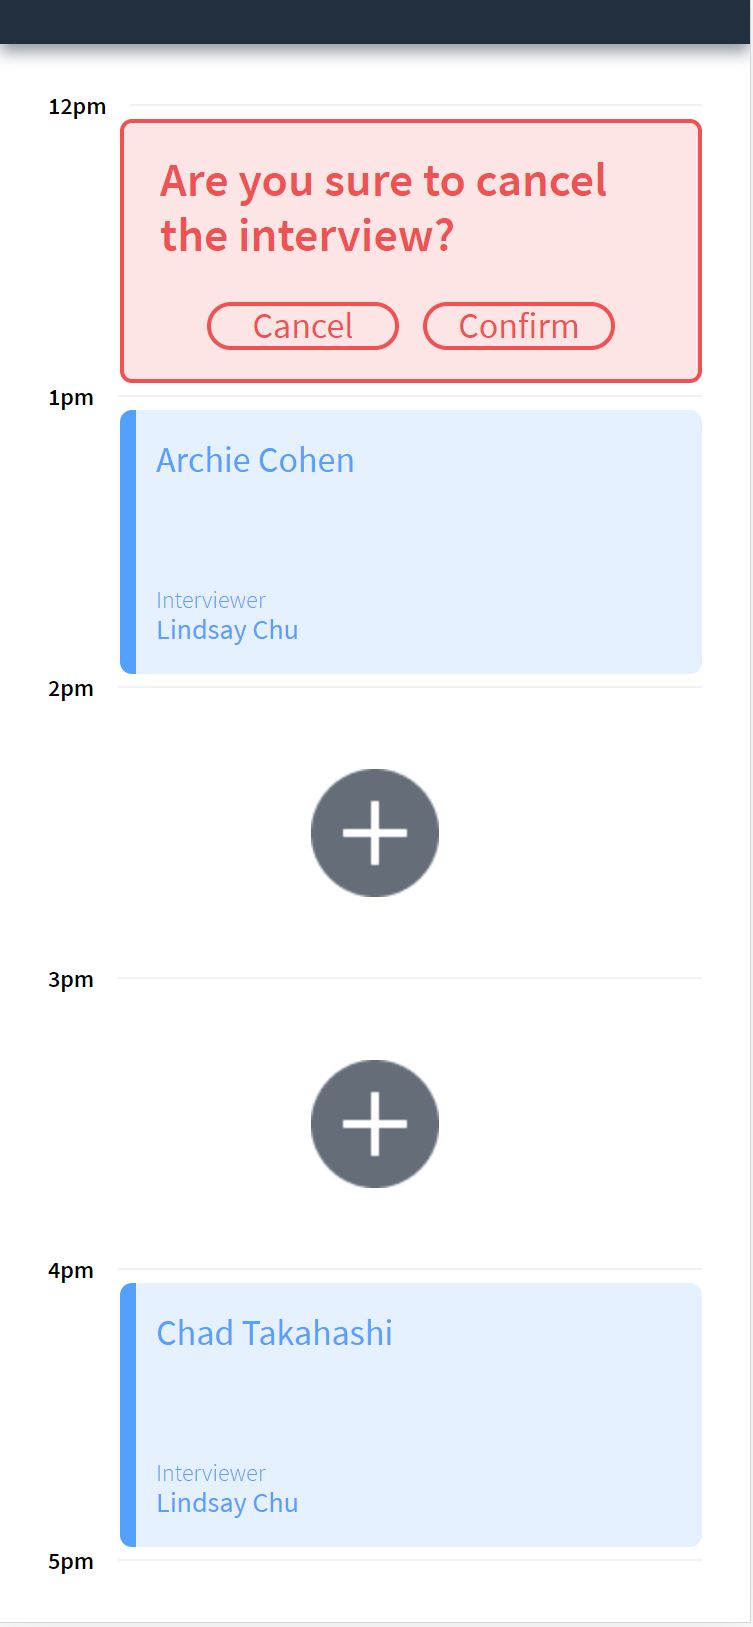 12pm
Are you sure to cancel
the interview?
Cancel Confirm
1pm
Archie Cohen
Interviewer
Lindsay Chu
2pm
3pm
4pm
Chad Takahashi
Interviewer
Lindsay Chu
5pm